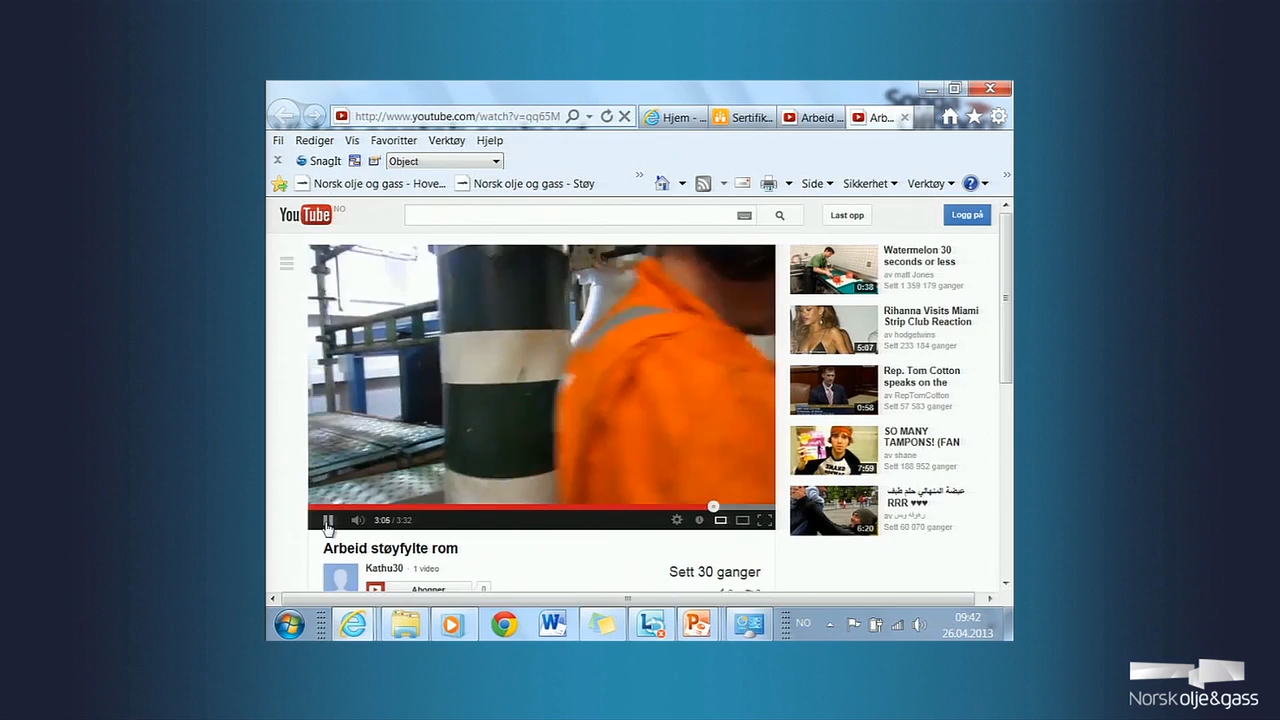 http://www.youtube.com/watch?v=qq65M
Hjem - ...
Sertifik...
Arbeid ...
Arb...
Fil Rediger Vis Favoritter Verktøy Hjelp
SnagIt
Object
Norsk olje og gass - Hove...
Norsk olje og gass - Støy
Side
Sikkerhet
Verktøy
YouTube NO
Last opp
Logg på
Watermelon 30
seconds or less
av matt Jones
Sett 1 359 179 ganger
0:38
Rihanna Visits Miami
Strip Club Reaction
av hodgetwins
Sett 233 184 ganger
5:07
Rep. Tom Cotton
speaks on the
av RepTomCotton
Sett 57 583 ganger
0:58
SO MANY
TAMPONS! (FAN
av shane
Sett 188 952 ganger
7:59
RRR ♥♥♥
Sett 60 070 ganger
6:20
3:05 / 3:32
Arbeid støyfylte rom
Kathu30 · 1 video
Sett 30 ganger
Abonner
0
NO
09:42
26.04.2013
Norsk olje&gass